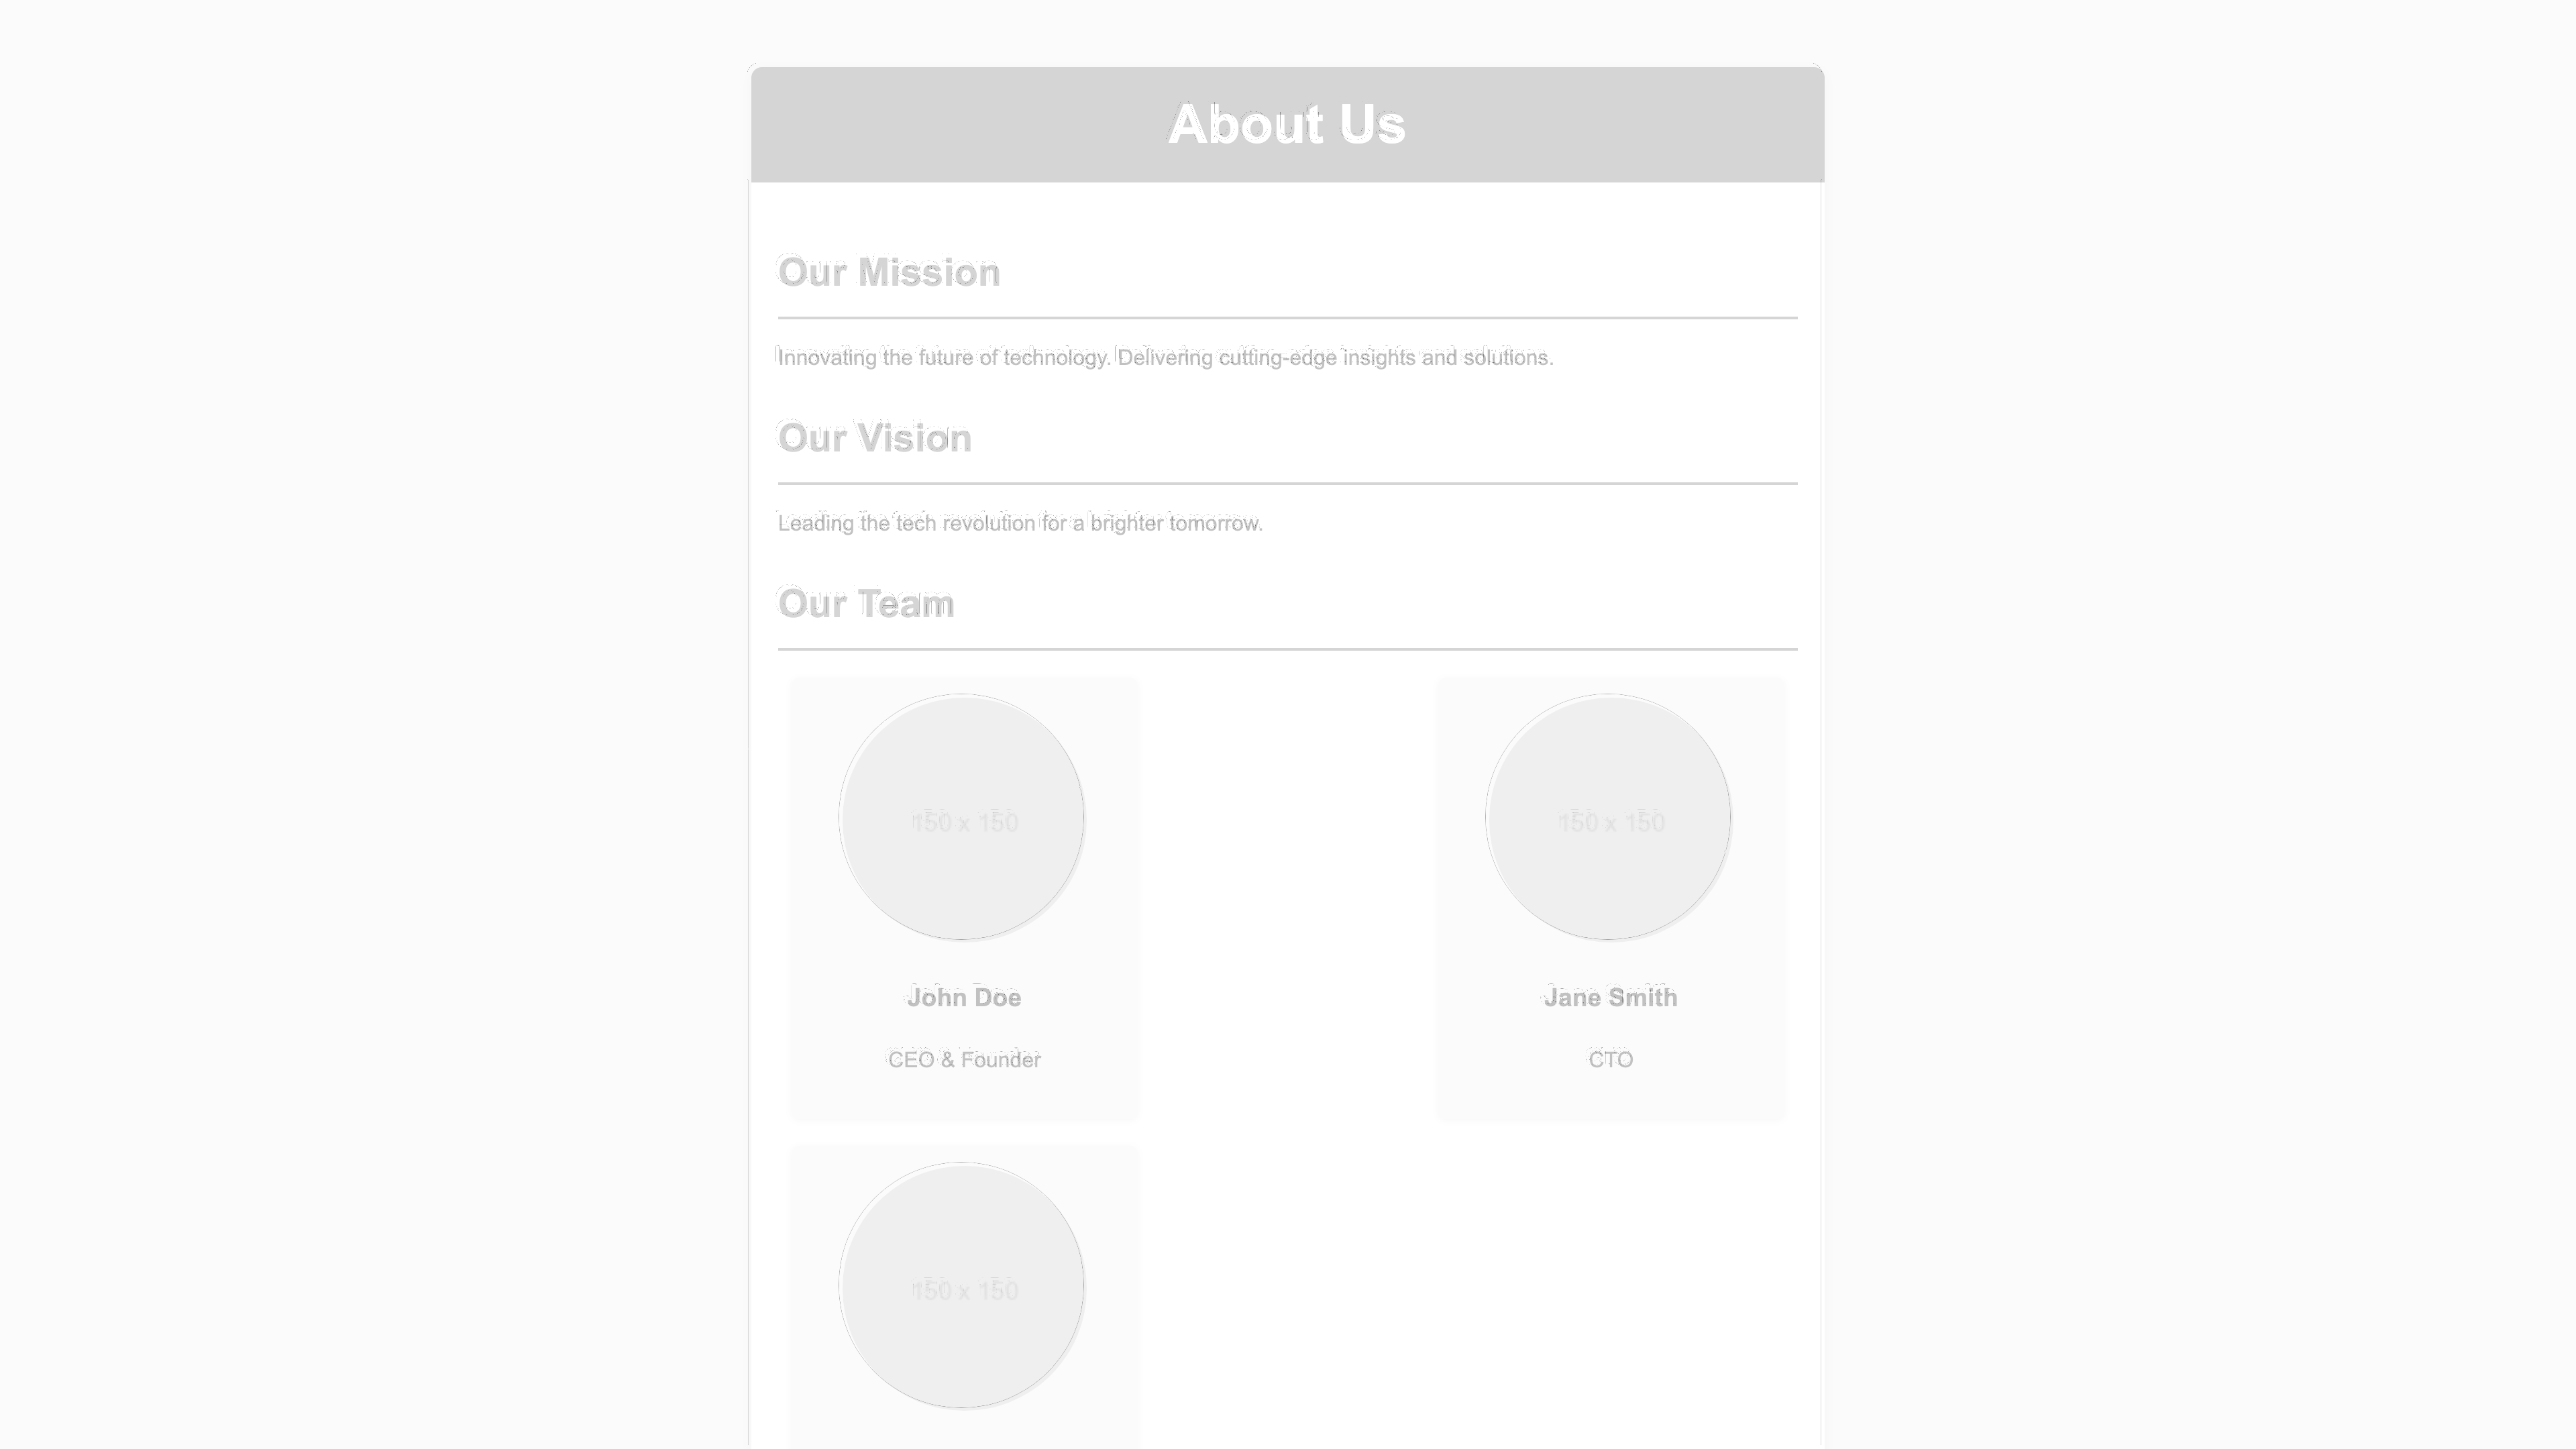 About Us
Our Mission
Innovating the future of technology. Delivering cutting-edge insights and solutions.
Our Vision
Leading the tech revolution for a brighter tomorrow.
Our Team
150 x 150
150 x 150
John Doe
Jane Smith
CEO & Founder
CTO
150 x 150